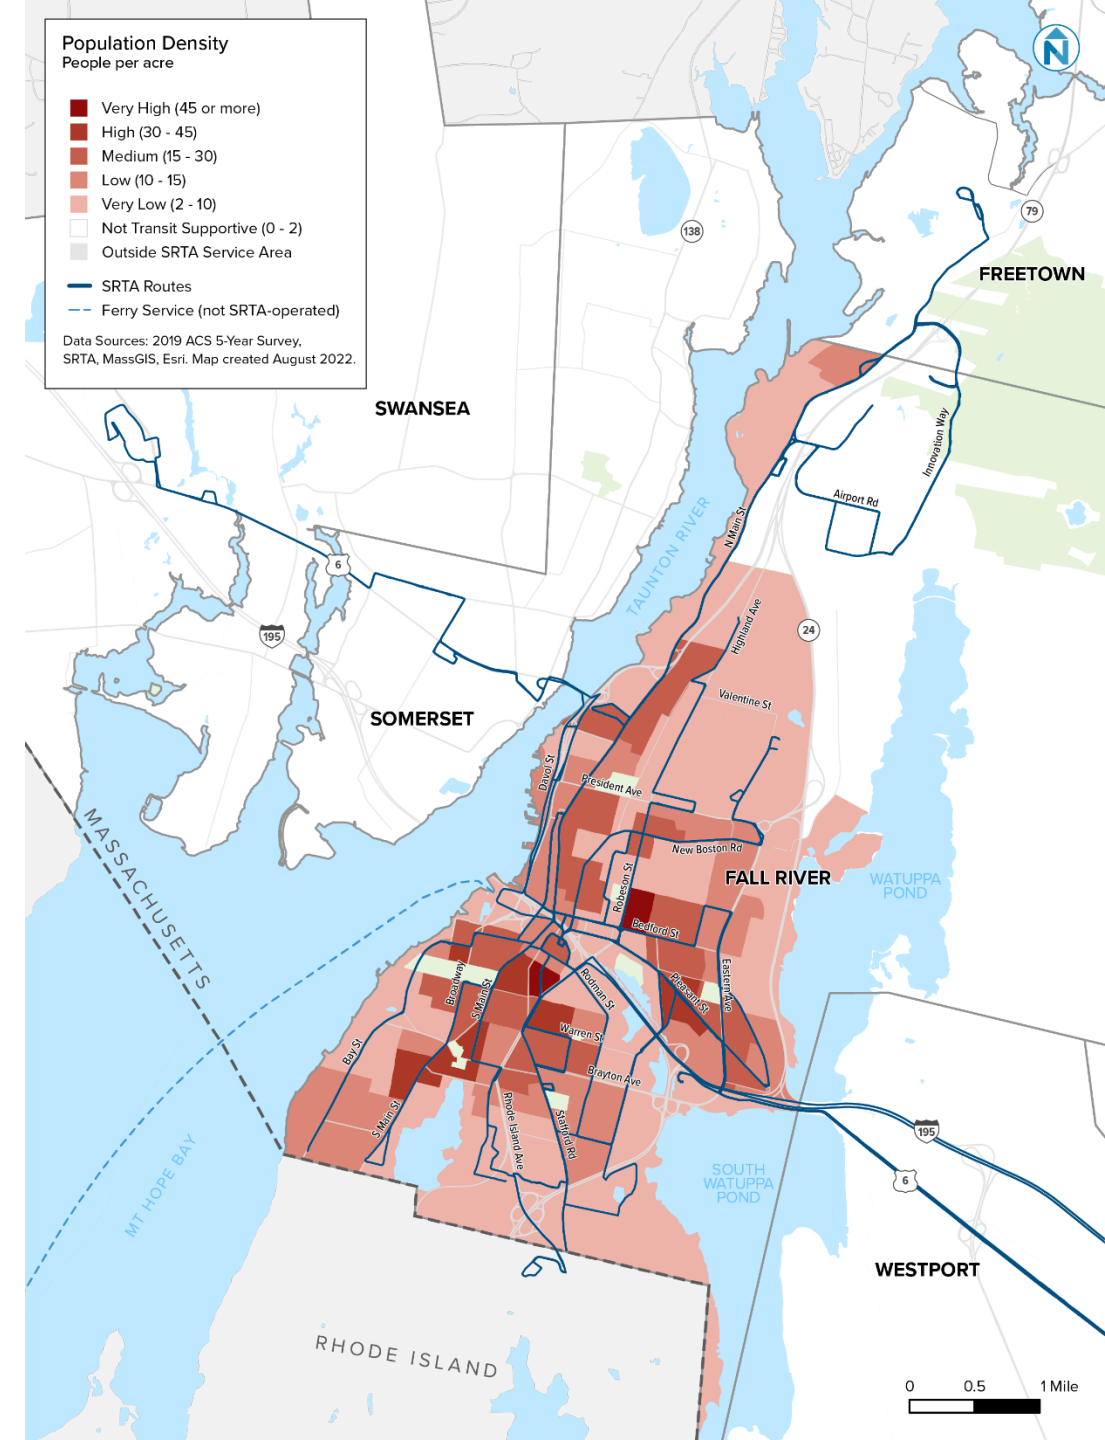 Population Density
People per acre
Very High (45 or more)
High (30 - 45)
Medium (15 - 30)
Low (10 - 15)
Very Low (2 - 10)
Not Transit Supportive (0 - 2)
Outside SRTA Service Area
SRTA Routes
Ferry Service (not SRTA-operated)
Data Sources: 2019 ACS 5-Year Survey,
SRTA, MassGIS, Esri. Map created August 2022.
N
138
79
FREETOWN
SWANSEA
Innovation Way
Airport Rd
N Main St
TAUNTON RIVER
6
195
24
Highland Ave
Valentine St
SOMERSET
Davol St
President Ave
New Boston Rd
MASSACHUSETTS
Robeson St
FALL RIVER
WATUPPA
POND
Bedford St
Broadway
S Main St
Rodman St
Pleasant St
Eastern Ave
Warren St
Bay St
Brayton Ave
S Main St
Rhode Island Ave
Stafford Rd
195
6
MT HOPE BAY
SOUTH
WATUPPA
POND
WESTPORT
RHODE ISLAND
0 0.5 1 Mile